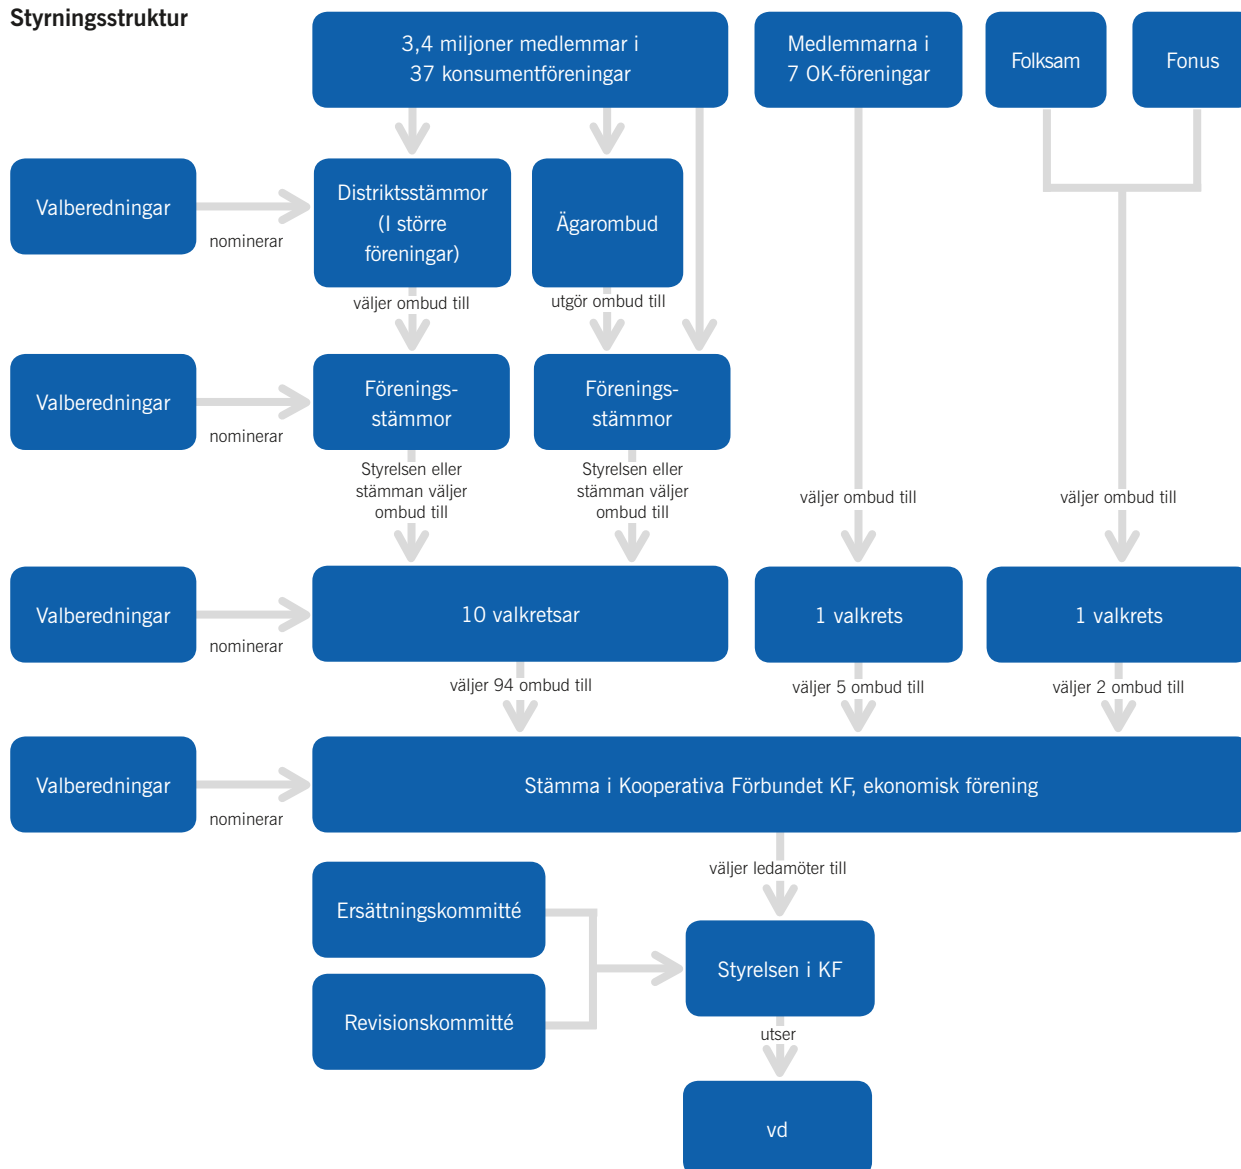 Styrningsstruktur
3,4 miljoner medlemmar i
37 konsumentföreningar
Medlemmarna i
7 OK-föreningar
Folksam
Fonus
Valberedningar
nominerar
Distriktsstämmor
(I större
föreningar)
Ägarombud
väljer ombud till
utgör ombud till
Valberedningar
nominerar
Förenings-
stämmor
Förenings-
stämmor
Styrelsen eller
stämman väljer
ombud till
Styrelsen eller
stämman väljer
ombud till
väljer ombud till
väljer ombud till
Valberedningar
nominerar
10 valkretsar
1 valkrets
1 valkrets
väljer 94 ombud till
väljer 5 ombud till
väljer 2 ombud till
Valberedningar
nominerar
Stämma i Kooperativa Förbundet KF, ekonomisk förening
väljer ledamöter till
Ersättningskommitté
Revisionskommitté
Styrelsen i KF
utser
vd